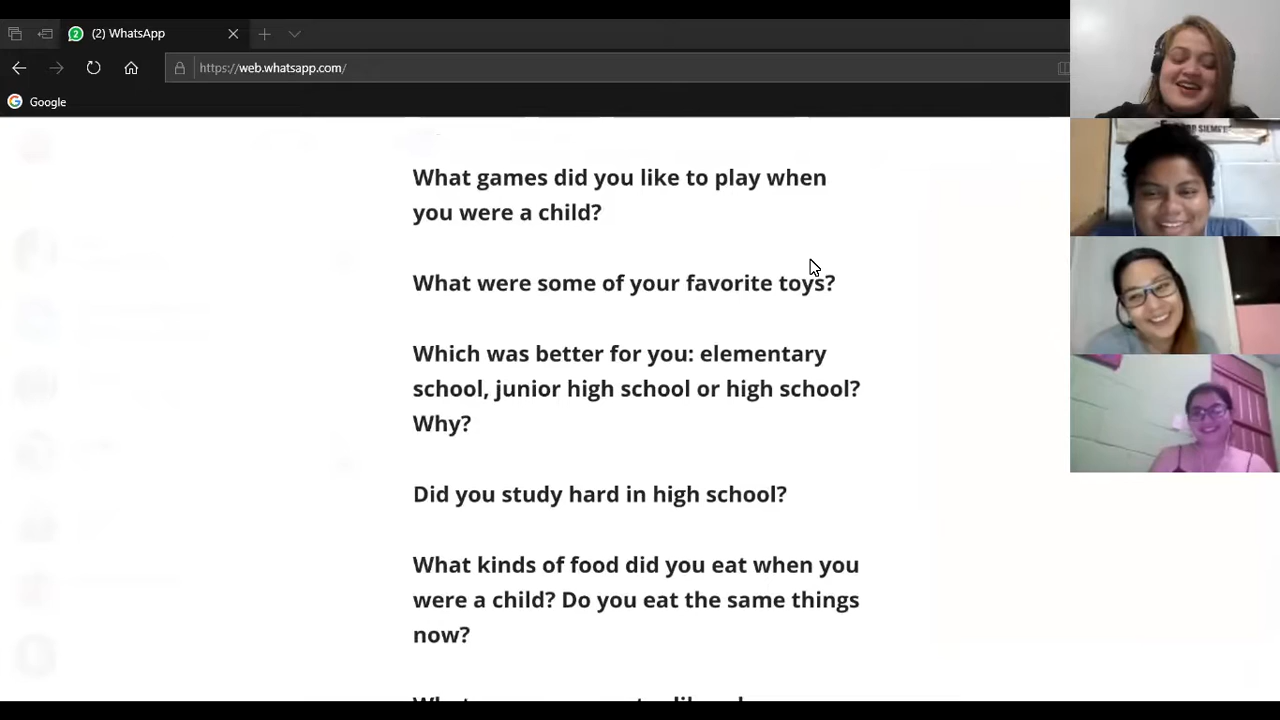 2
(2) WhatsApp
https://web.whatsapp.com/
Google
What games did you like to play when
you were a child?
What were some of your favorite toys?
Which was better for you: elementary
school, junior high school or high school?
Why?
Did you study hard in high school?
What kinds of food did you eat when you
were a child? Do you eat the same things
now?